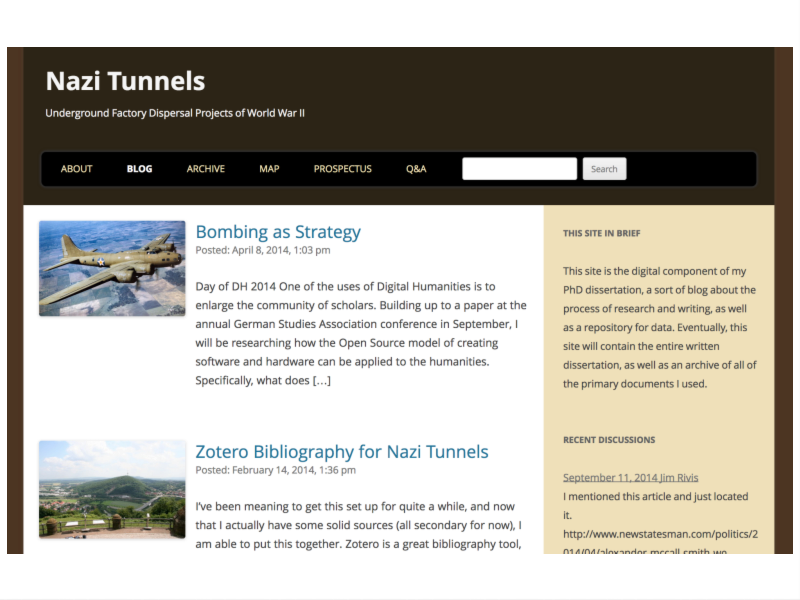 Nazi Tunnels
Underground Factory Dispersal Projects of World War II
ABOUT BLOG ARCHIVE MAP PROSPECTUS Q&A Search
Bombing as Strategy
Posted: April 8, 2014, 1:03 pm
Day of DH 2014 One of the uses of Digital Humanities is to
enlarge the community of scholars. Building up to a paper at the
annual German Studies Association conference in September, I
will be researching how the Open Source model of creating
software and hardware can be applied to the humanities.
Specifically, what does […]
Zotero Bibliography for Nazi Tunnels
Posted: February 14, 2014, 1:36 pm
I've been meaning to get this set up for quite a while, and now
that I actually have some solid sources (all secondary for now), I
am able to put this together. Zotero is a great bibliography tool,
THIS SITE IN BRIEF
This site is the digital component of my
PhD dissertation, a sort of blog about the
process of research and writing, as well
as a repository for data. Eventually, this
site will contain the entire written
dissertation, as well as an archive of all of
the primary documents I used.
RECENT DISCUSSIONS
September 11, 2014 Jim Rivis
I mentioned this article and just located
it.
http://www.newstatesman.com/politics/2
014/04/alexander-mccall-smith-we